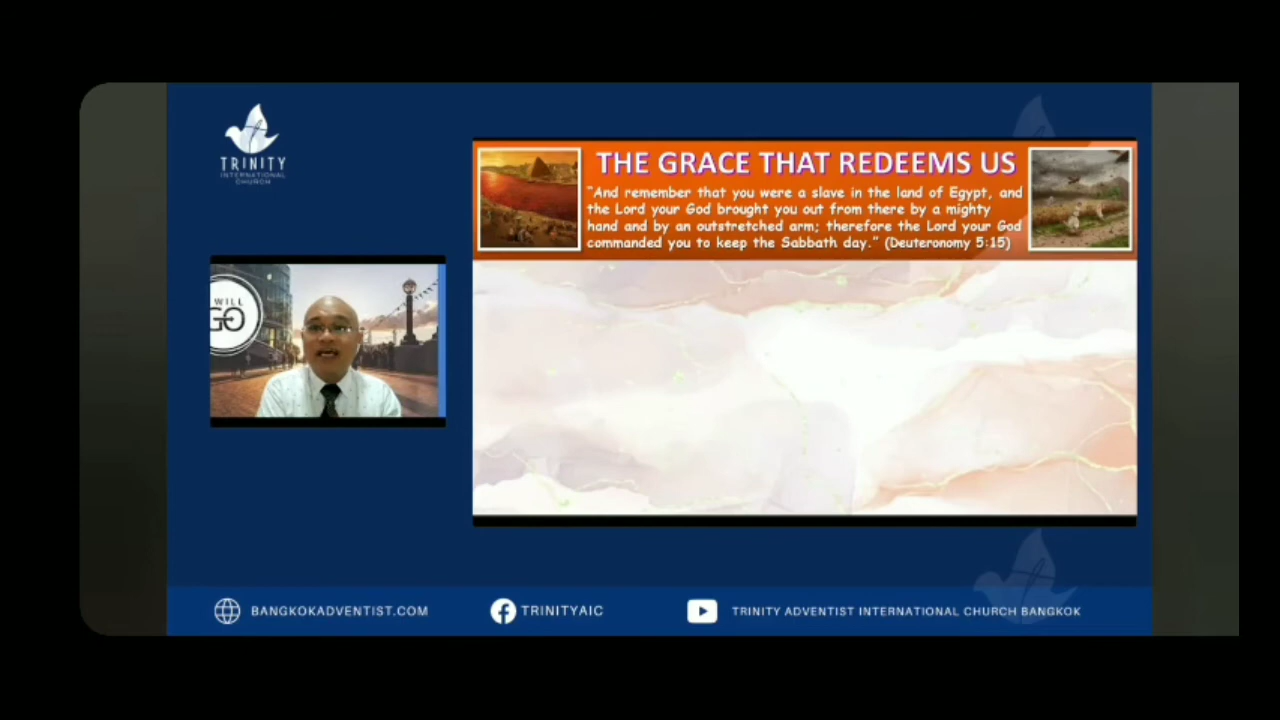 TRINITY
INTERNATIONAL
CHURCH
THE GRACE THAT REDEEMS US
"And remember that you were a slave in the land of Egypt, and
the Lord your God brought you out from there by a mighty
hand and by an outstretched arm; therefore the Lord your God
commanded you to keep the Sabbath day." (Deuteronomy 5:15)
WILL
GO
BANGKOKADVENTIST.COM
TRINITYAIC
TRINITY ADVENTIST INTERNATIONAL CHURCH BANGKOK